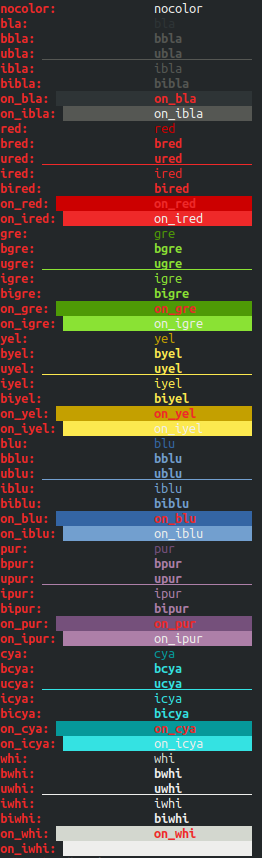 nocolor: nocolor
bla: bla
bbla: bbla
ubla: ubla
ibla: ibla
bibla: bibla
on_bla: on_bla
on_ibla: on_ibla
red: red
bred: bred
ured: ured
ired: ired
bired: bired
on_red: on_red
on_ired: on_ired
gre: gre
bgre: bgre
ugre: ugre
igre: igre
bigre: bigre
on_gre: on_gre
on_igre: on_igre
yel: yel
byel: byel
uyel: uyel
iyel: iyel
biyel: biyel
on_yel: on_yel
on_iyel: on_iyel
blu: blu
bblu: bblu
ublu: ublu
iblu: iblu
biblu: biblu
on_blu: on_blu
on_iblu: on_iblu
pur: pur
bpur: bpur
upur: upur
ipur: ipur
bipur: bipur
on_pur: on_pur
on_ipur: on_ipur
cya: cya
bcya: bcya
ucya: ucya
icya: icya
bicya: bicya
on_cya: on_cya
on_icya: on_icya
whi: whi
bwhi: bwhi
uwhi: uwhi
iwhi: iwhi
biwhi: biwhi
on_whi: on_whi
on_iwhi: